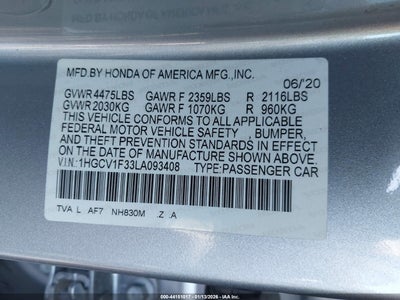 MFD.BY HONDA OF AMERICA MFG.,INC.
06/20
GVWR 4475LBS GAWR F 2359LBS R 2116LBS
GVWR 2030KG GAWR F 1070KG R 960KG
THIS VEHICLE CONFORMS TO ALL APPLICABLE
FEDERAL MOTOR VEHICLE SAFETY , BUMPER,
AND THEFT PREVENTION STANDARDS IN EFFECT
ON THE DATE OF MANUFACTURE SHOWN ABOVE.
V.I.N:1HGCV1F33LA093408 TYPE:PASSENGER CAR
TVA L AF7 NH830M .Z .A
000-44181017 - 01/13/2026 - IAA Inc.